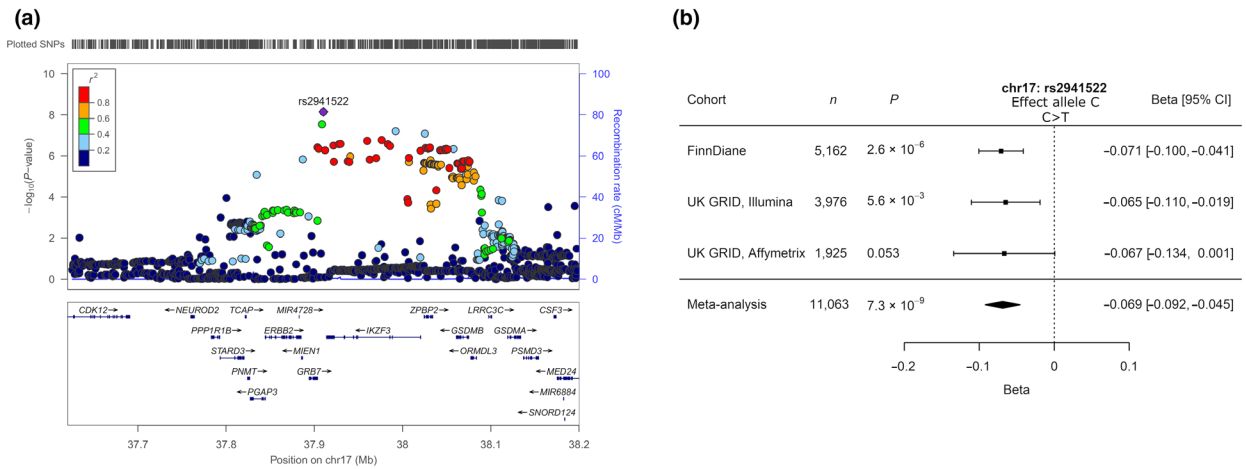 (a)
Plotted SNPs
10
8
6
4
2
0
−log10(P−value)
100
80
60
40
20
0
Recombination rate (cM/Mb)
r²
0.8
0.6
0.4
0.2
rs2941522
CDK12→ ←NEUROD2 TCAP→ MIR4728→ ZPBP2→ LRRC3C→ CSF3→
PPP1R1B→ ERBB2→ ←IKZF3 ←GSDMB GSDMA→
STARD3→ ←MIEN1 ←ORMDL3 PSMD3→
PNMT→ GRB7→ ←MED24
←PGAP3 ←MIR6884
←SNORD124
37.7 37.8 37.9 38 38.1 38.2
Position on chr17 (Mb)
(b)
chr17: rs2941522
Cohort n P Effect allele C Beta [95% CI]
C>T
FinnDiane 5,162 2.6 × 10⁻⁶ −0.071 [−0.100, −0.041]
UK GRID, Illumina 3,976 5.6 × 10⁻³ −0.065 [−0.110, −0.019]
UK GRID, Affymetrix 1,925 0.053 −0.067 [−0.134, 0.001]
Meta-analysis 11,063 7.3 × 10⁻⁹ −0.069 [−0.092, −0.045]
−0.2 −0.1 0 0.1
Beta